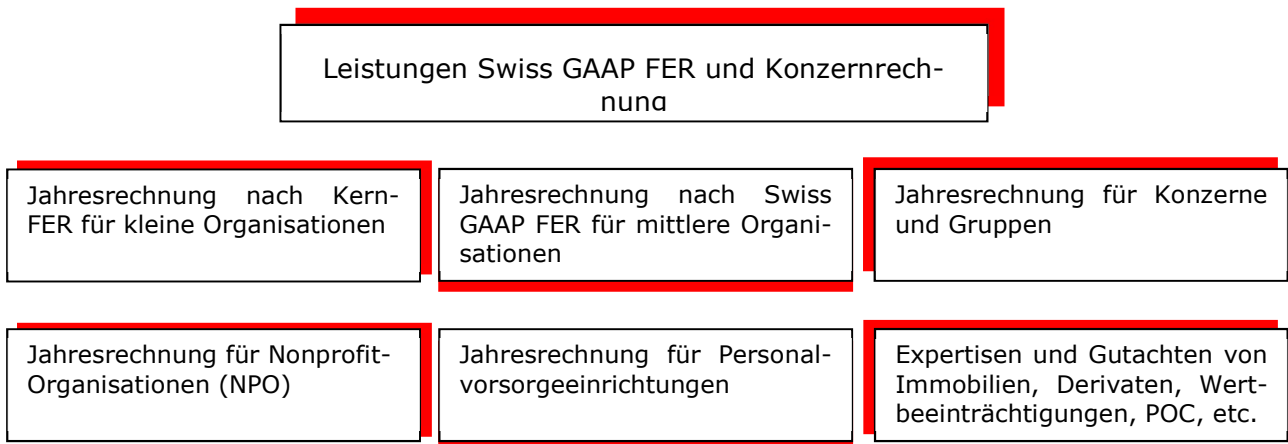 Leistungen Swiss GAAP FER und Konzernrech-
nung
Jahresrechnung nach Kern-
FER für kleine Organisationen
Jahresrechnung nach Swiss
GAAP FER für mittlere Organi-
sationen
Jahresrechnung für Konzerne
und Gruppen
Jahresrechnung für Nonprofit-
Organisationen (NPO)
Jahresrechnung für Personal-
vorsorgeeinrichtungen
Expertisen und Gutachten von
Immobilien, Derivaten, Wert-
beeinträchtigungen, POC, etc.